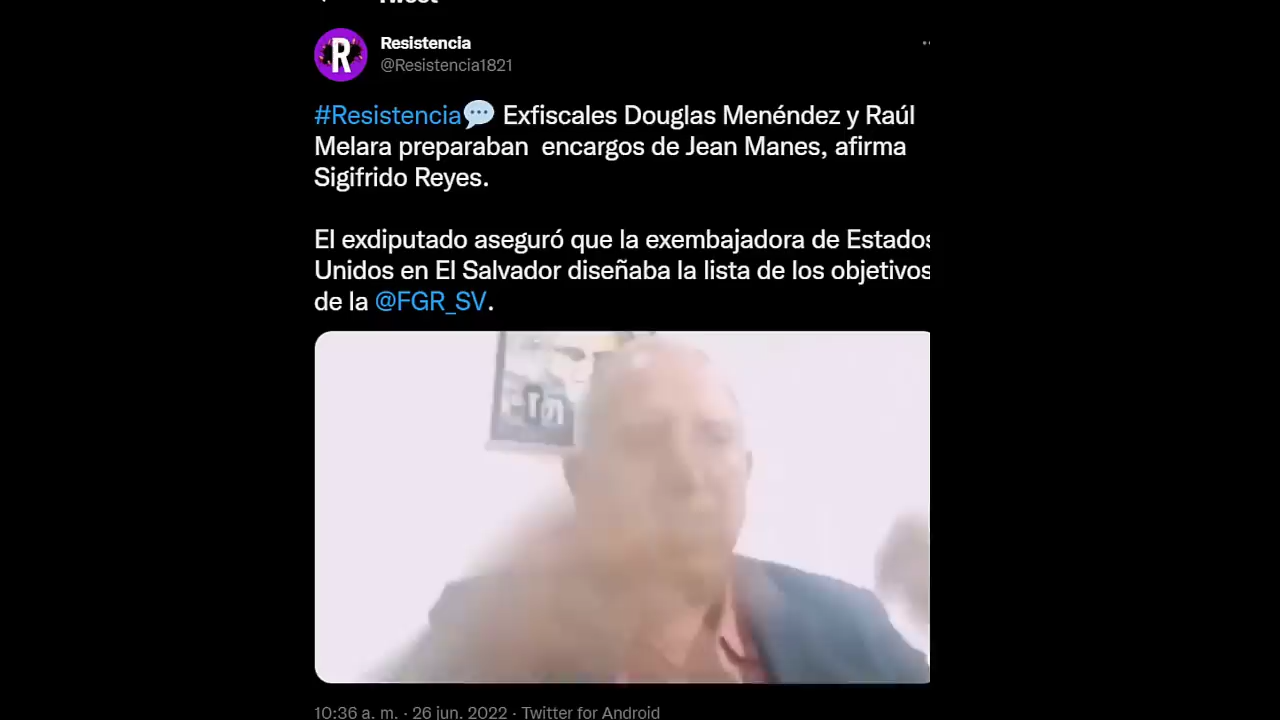 Resistencia
@Resistencia1821
#Resistencia💬 Exfiscales Douglas Menéndez y Raúl
Melara preparaban encargos de Jean Manes, afirma
Sigifrido Reyes.
El exdiputado aseguró que la exembajadora de Estados
Unidos en El Salvador diseñaba la lista de los objetivos
de la @FGR_SV.
10:36 a. m. · 26 jun. 2022 · Twitter for Android